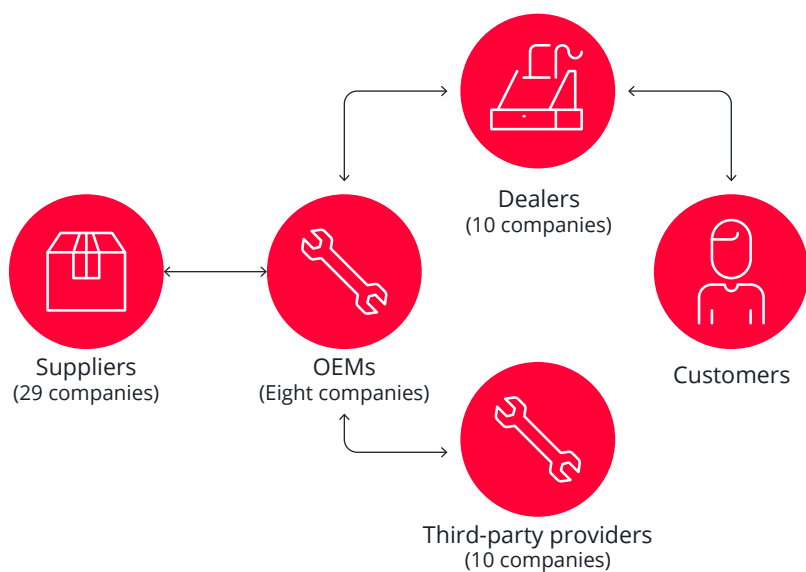 Dealers
(10 companies)
Suppliers
(29 companies)
OEMs
(Eight companies)
Customers
Third-party providers
(10 companies)